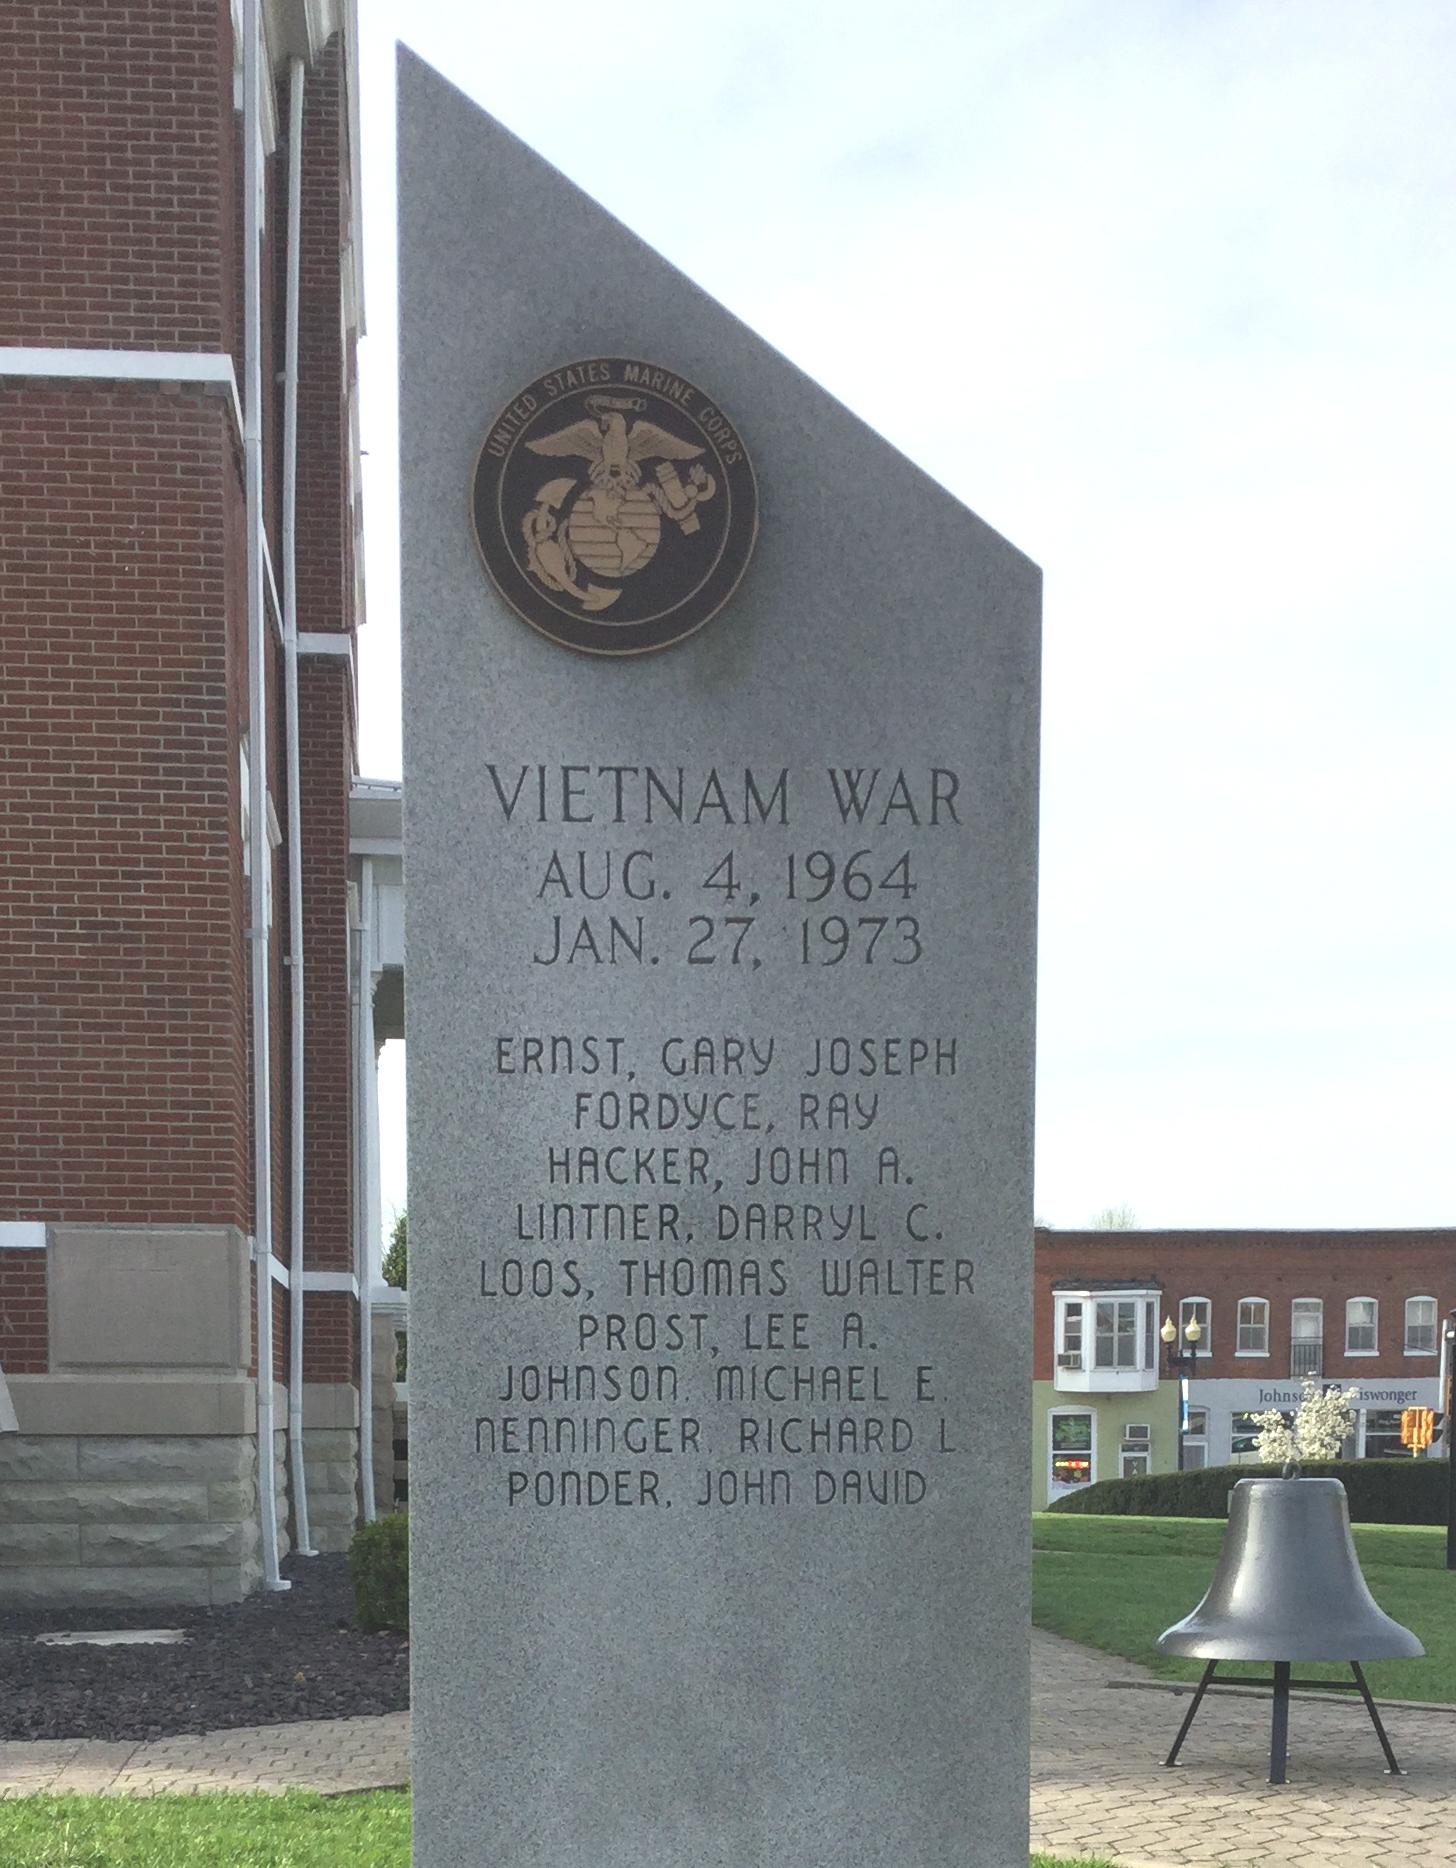 UNITED STATES MARINE CORPS
VIETNAM WAR
AUG. 4, 1964
JAN. 27, 1973
ERNST, GARY JOSEPH
FORDYCE, RAY
HACKER, JOHN A.
LINTNER, DARRYL C.
LOOS, THOMAS WALTER
PROST, LEE A.
JOHNSON, MICHAEL E.
NENNINGER, RICHARD L
PONDER, JOHN DAVID